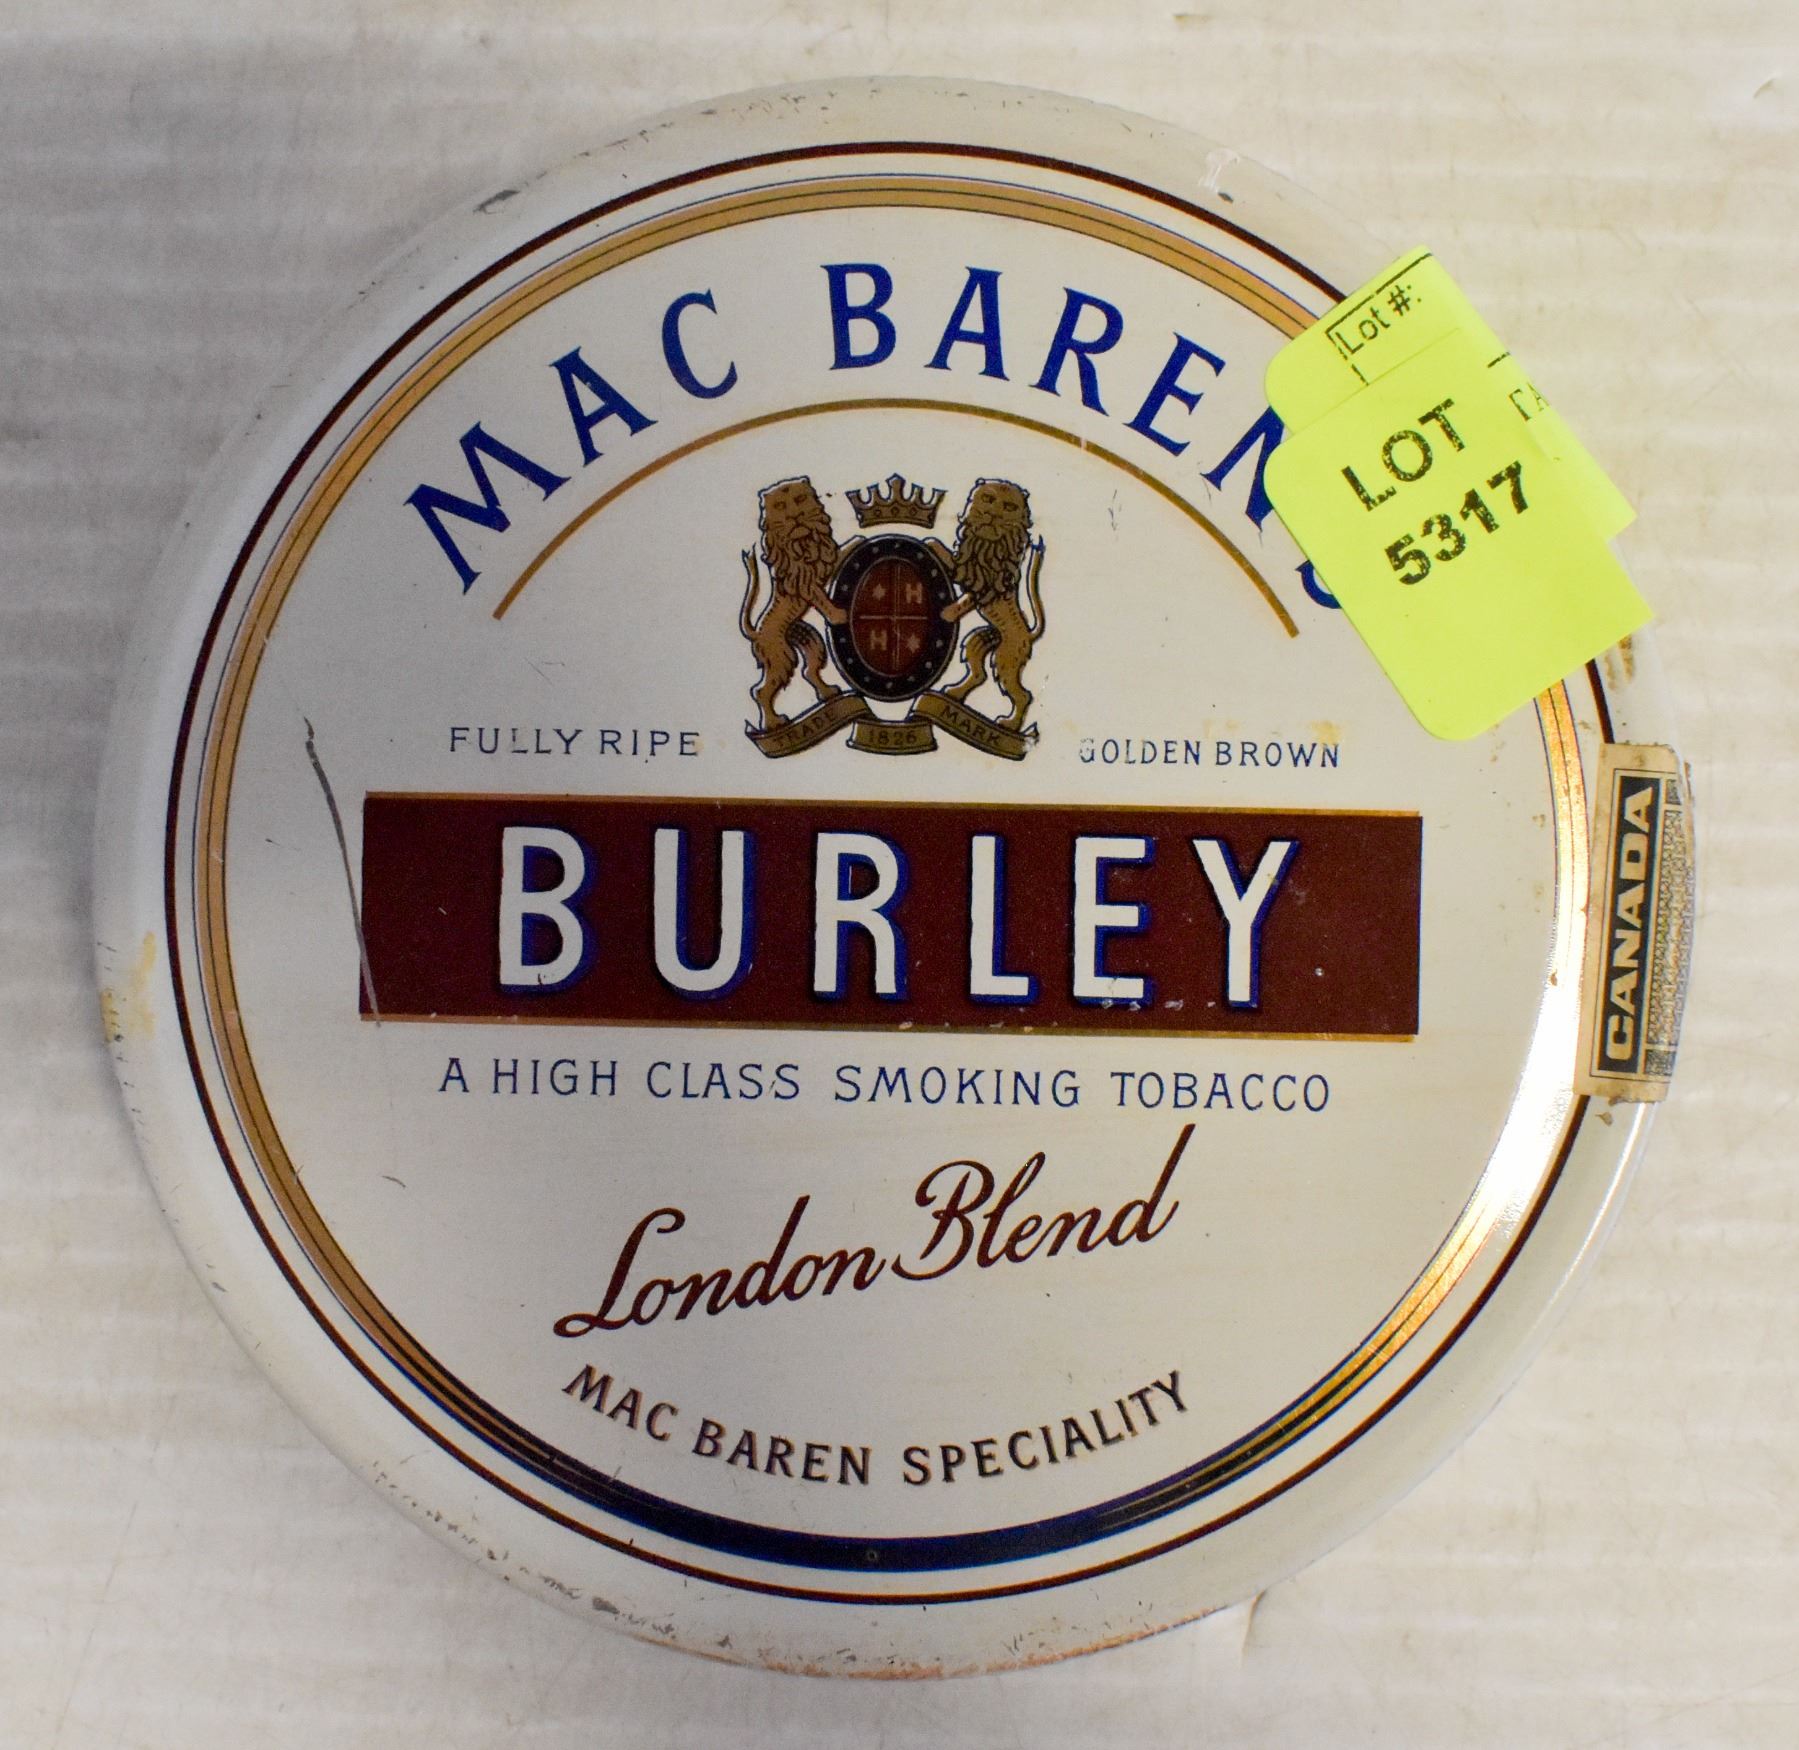 MAC BAREN'S
Lot #:
LOT
5317
H
H
TRADE 1826 MARK
FULLY RIPE
GOLDEN BROWN
BURLEY
CANADA
A HIGH CLASS SMOKING TOBACCO
London Blend
MAC BAREN SPECIALITY